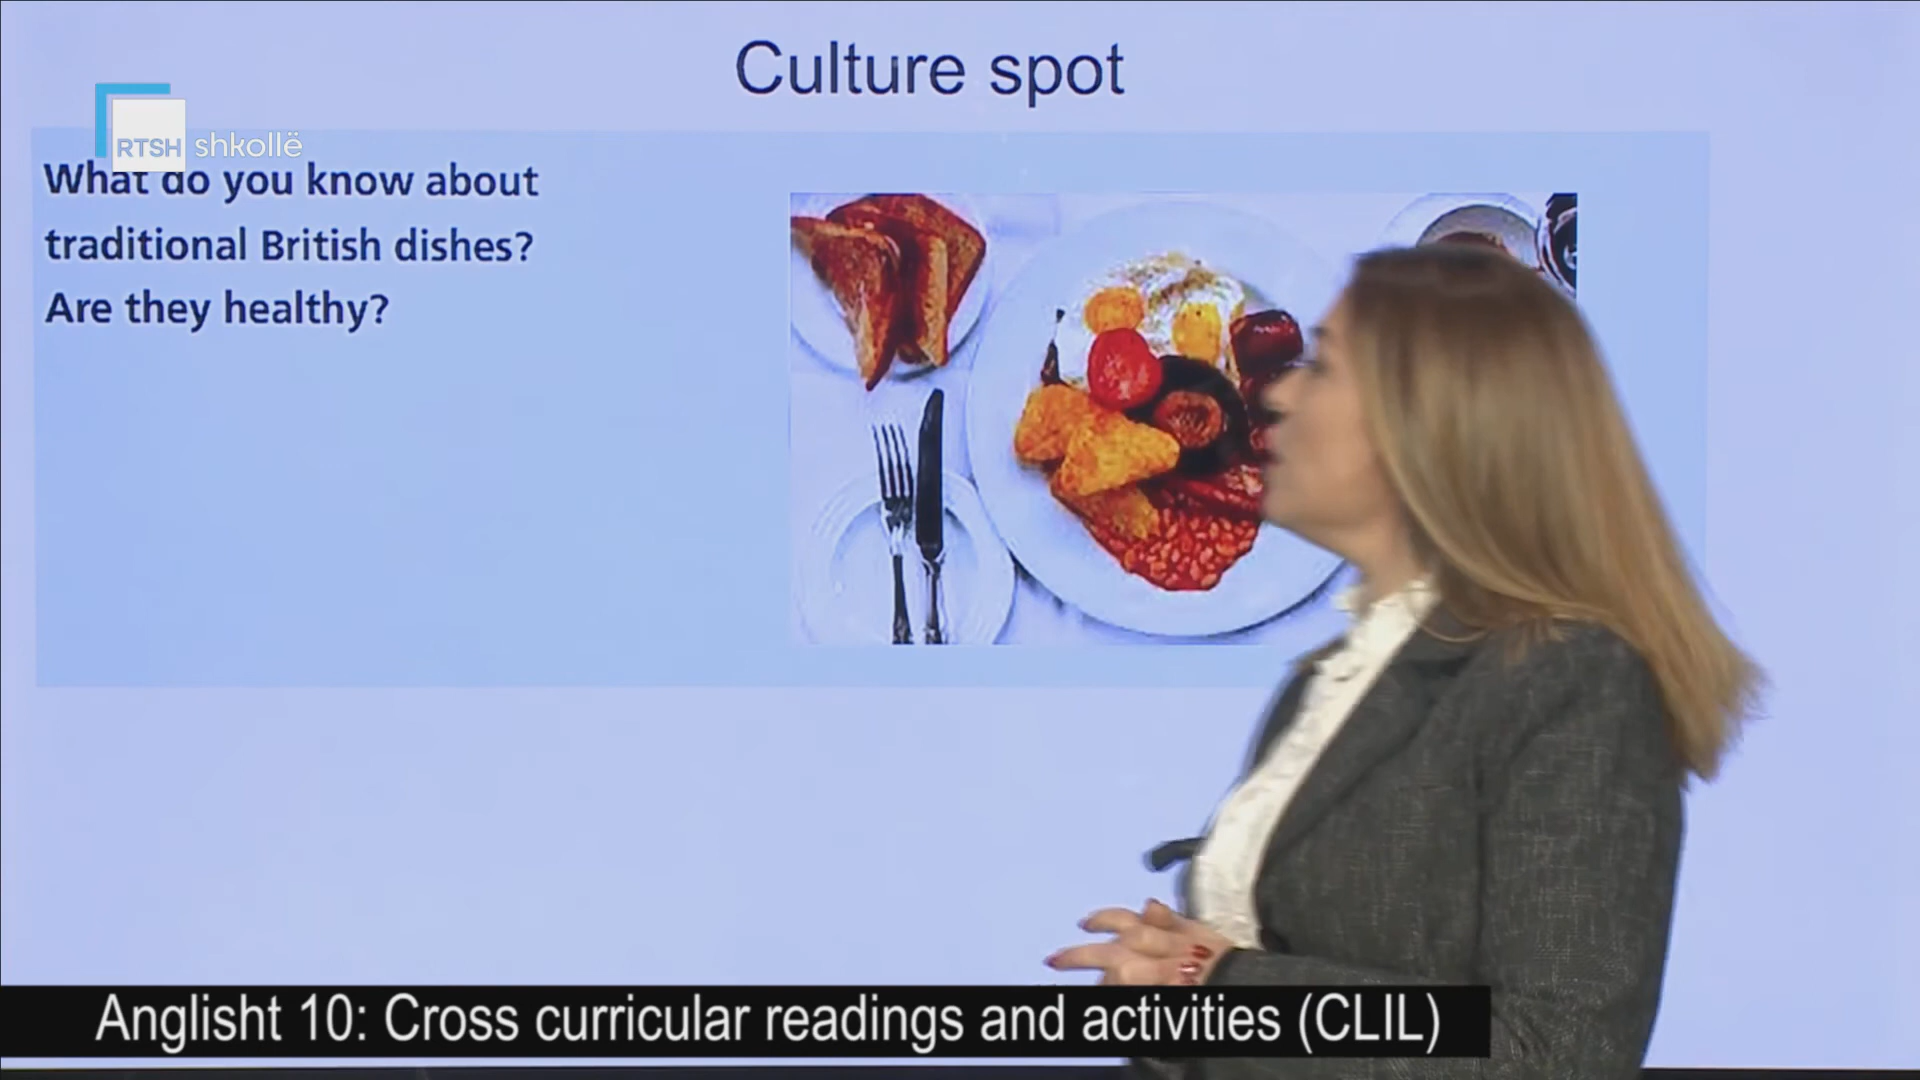 Culture spot
RTSH shkollë
What do you know about
traditional British dishes?
Are they healthy?
Anglisht 10: Cross curricular readings and activities (CLIL)